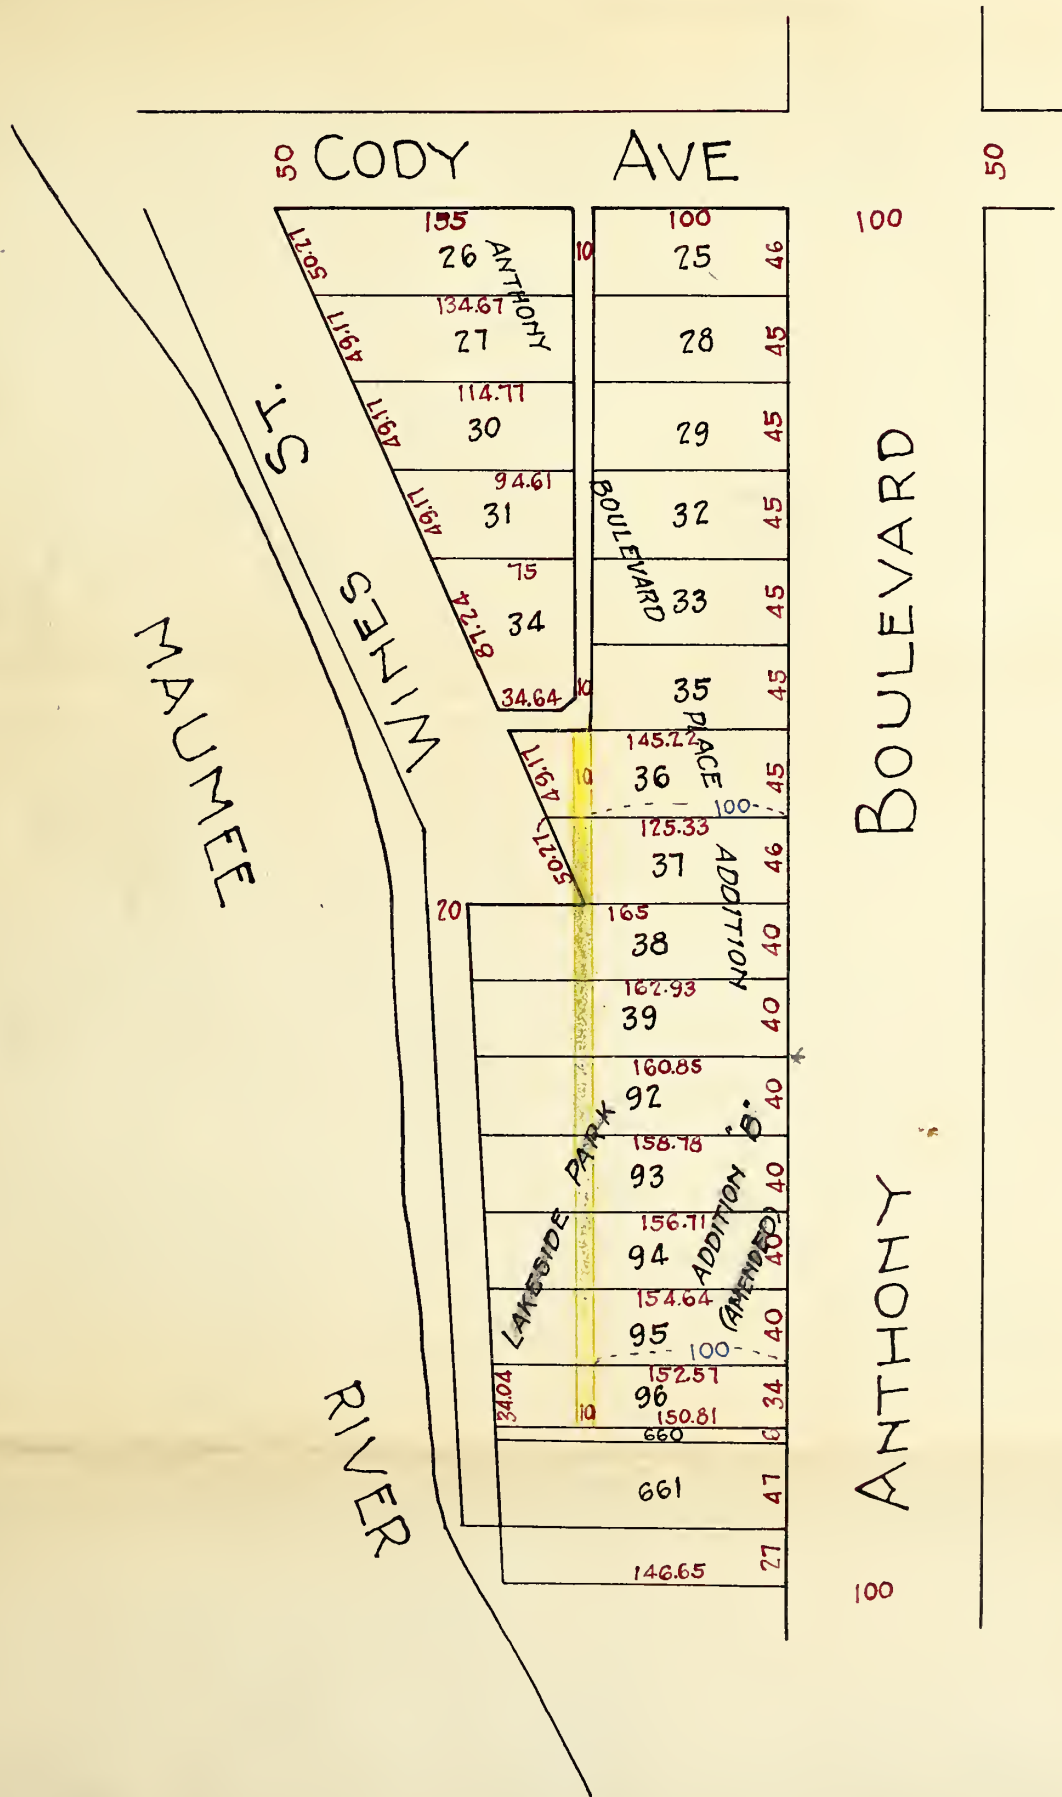 50 CODY AVE 50
155 100 100
50.27 26 10 25 46
ANTHONY
134.67
49.17 27 28 45
114.77
49.17 30 29 45
94.61
49.17 31 32 45
BOULEVARD
75
87.24 34 33 45
34.64 10 35 45
PLACE
145.22
49.17 10 36 45
100
125.33
50.27 37 46
ADDITION
20 165
38 40
162.93
39 40
160.85
92 40
158.78
93 40
156.71
94 40
154.64
95 40
100
152.57
34.04 96 34
10 150.81
660 6
661 47
146.65 27
100
LAKESIDE PARK
ADDITION "B"
(AMENDED)
WINES ST.
MAUMEE
RIVER
ANTHONY BOULEVARD